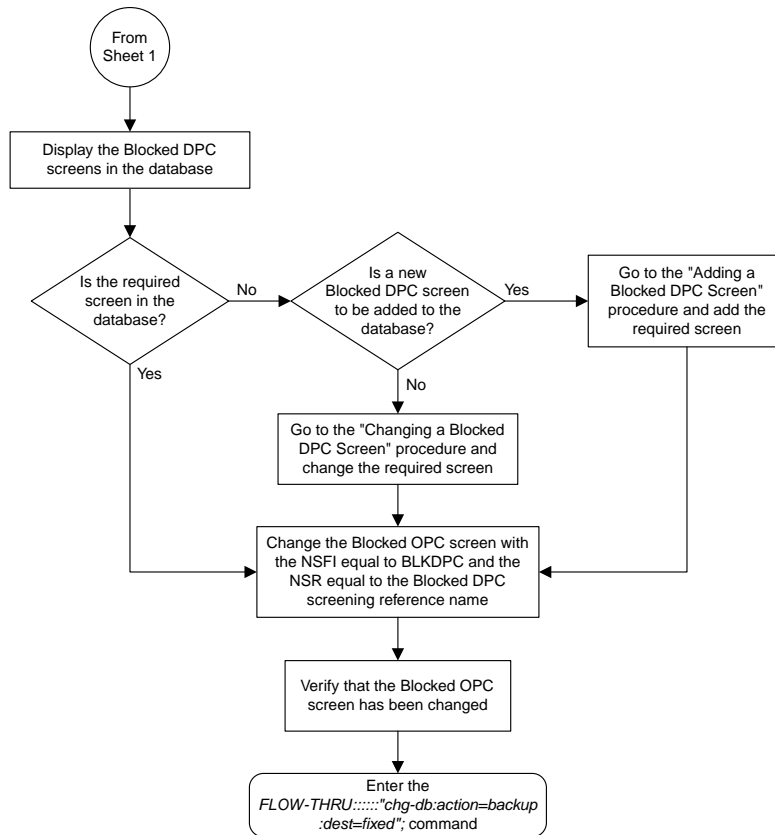 From
Sheet 1
Display the Blocked DPC
screens in the database
Is the required
screen in the
database?
No
Is a new
Blocked DPC screen
to be added to the
database?
Yes
Go to the "Adding a
Blocked DPC Screen"
procedure and add the
required screen
Yes
No
Go to the "Changing a Blocked
DPC Screen" procedure and
change the required screen
Change the Blocked OPC screen with
the NSFI equal to BLKDPC and the
NSR equal to the Blocked DPC
screening reference name
Verify that the Blocked OPC
screen has been changed
Enter the
FLOW-THRU::::::"chg-db:action=backup
:dest=fixed"; command